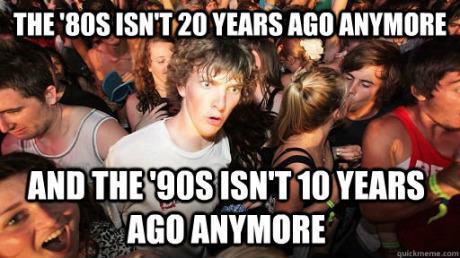 THE '80S ISN'T 20 YEARS AGO ANYMORE
AND THE '90S ISN'T 10 YEARS
AGO ANYMORE
quickmeme.com